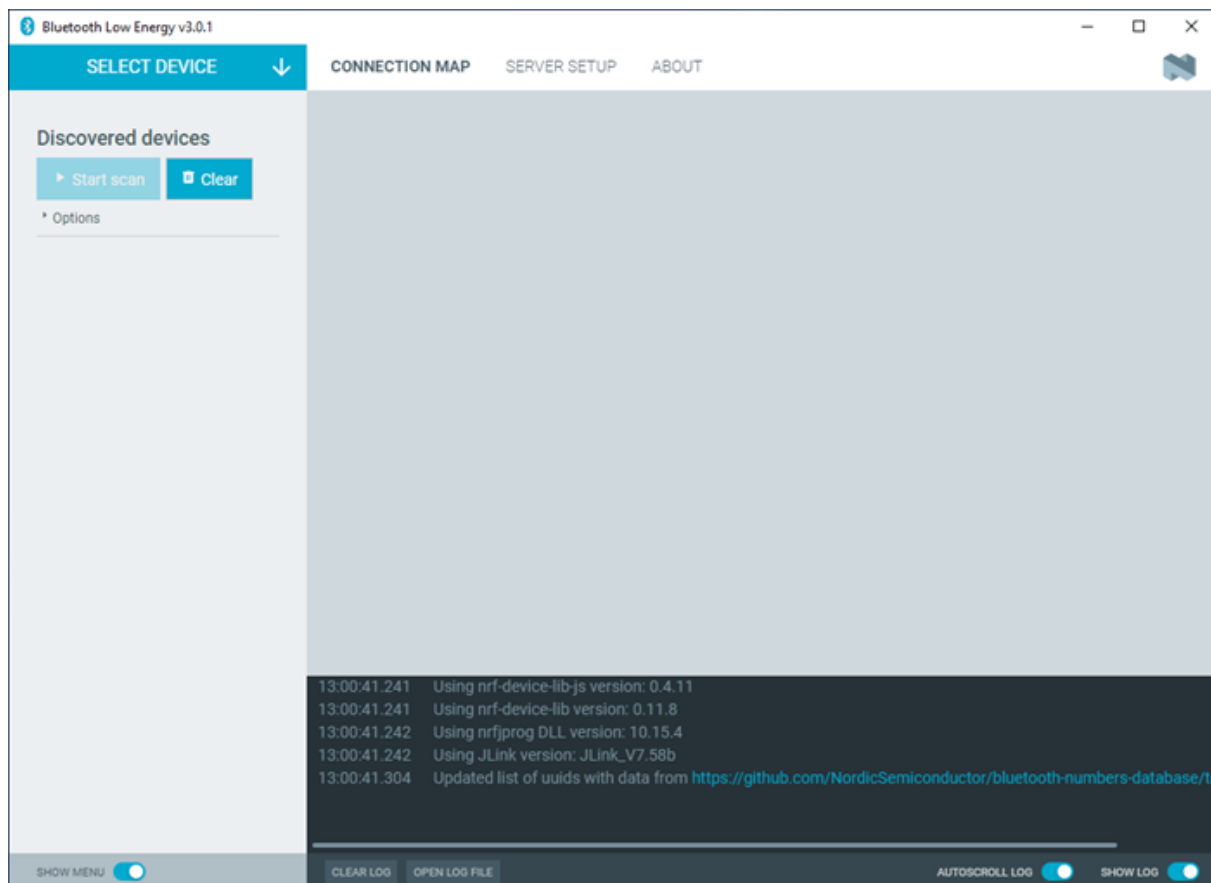 Bluetooth Low Energy v3.0.1
SELECT DEVICE
CONNECTION MAP SERVER SETUP ABOUT
Discovered devices
Start scan Clear
Options
13:00:41.241 Using nrf-device-lib-js version: 0.4.11
13:00:41.241 Using nrf-device-lib version: 0.11.8
13:00:41.242 Using nrfjprog DLL version: 10.15.4
13:00:41.242 Using JLink version: JLink_V7.58b
13:00:41.304 Updated list of uuids with data from https://github.com/NordicSemiconductor/bluetooth-numbers-database/t
SHOW MENU
CLEAR LOG OPEN LOG FILE
AUTOSCROLL LOG SHOW LOG